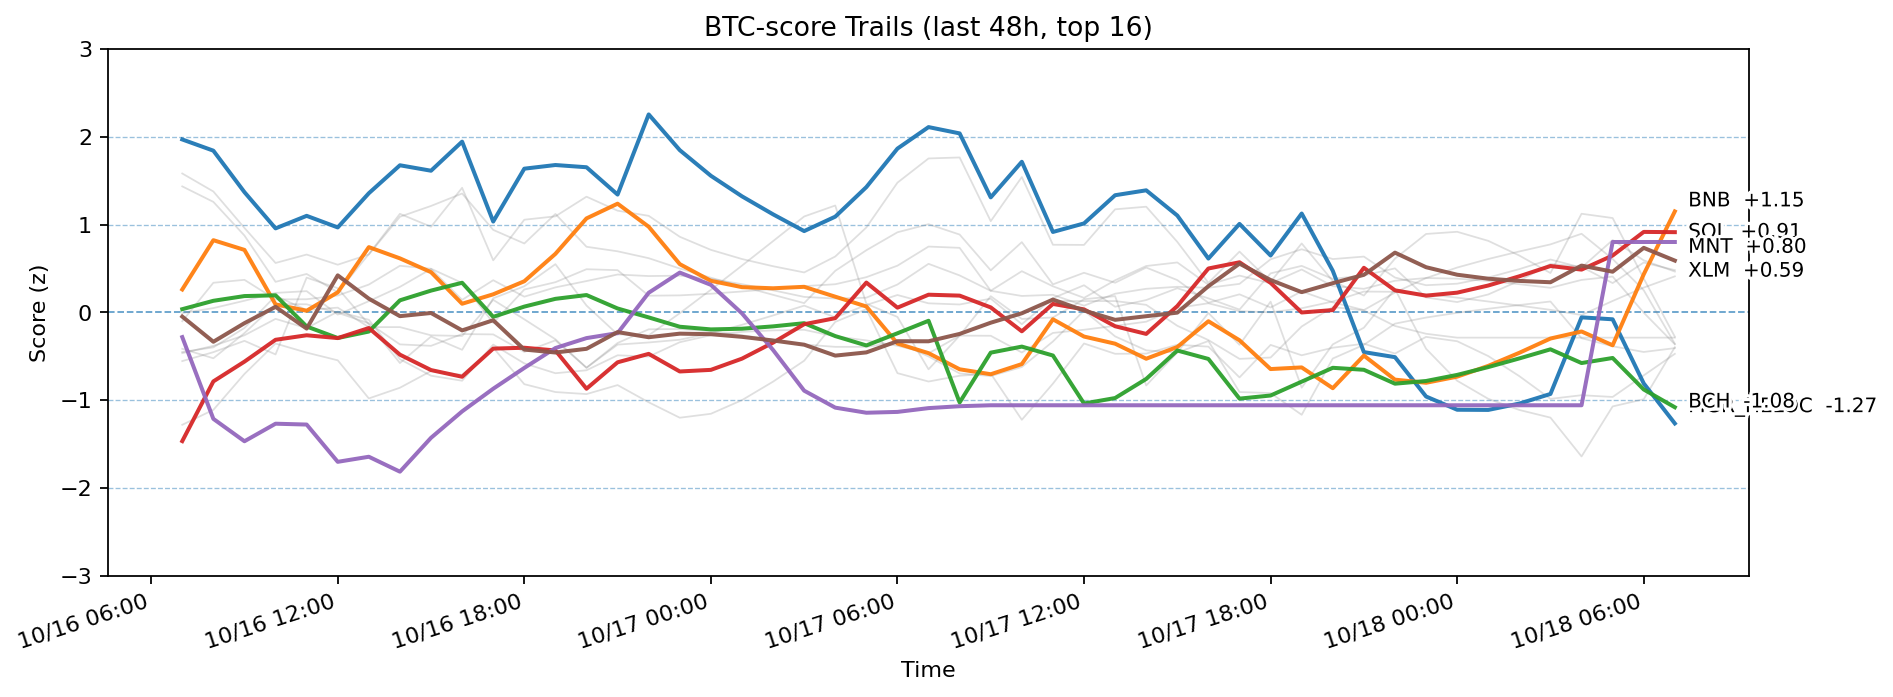 BTC-score Trails (last 48h, top 16)
Score (z)
3
2
1
0
−1
−2
−3
BNB +1.15
SOL +0.91
MNT +0.80
XLM +0.59
BCH -1.08
-1.27
10/16 06:00
10/16 12:00
10/16 18:00
10/17 00:00
10/17 06:00
10/17 12:00
10/17 18:00
10/18 00:00
10/18 06:00
Time